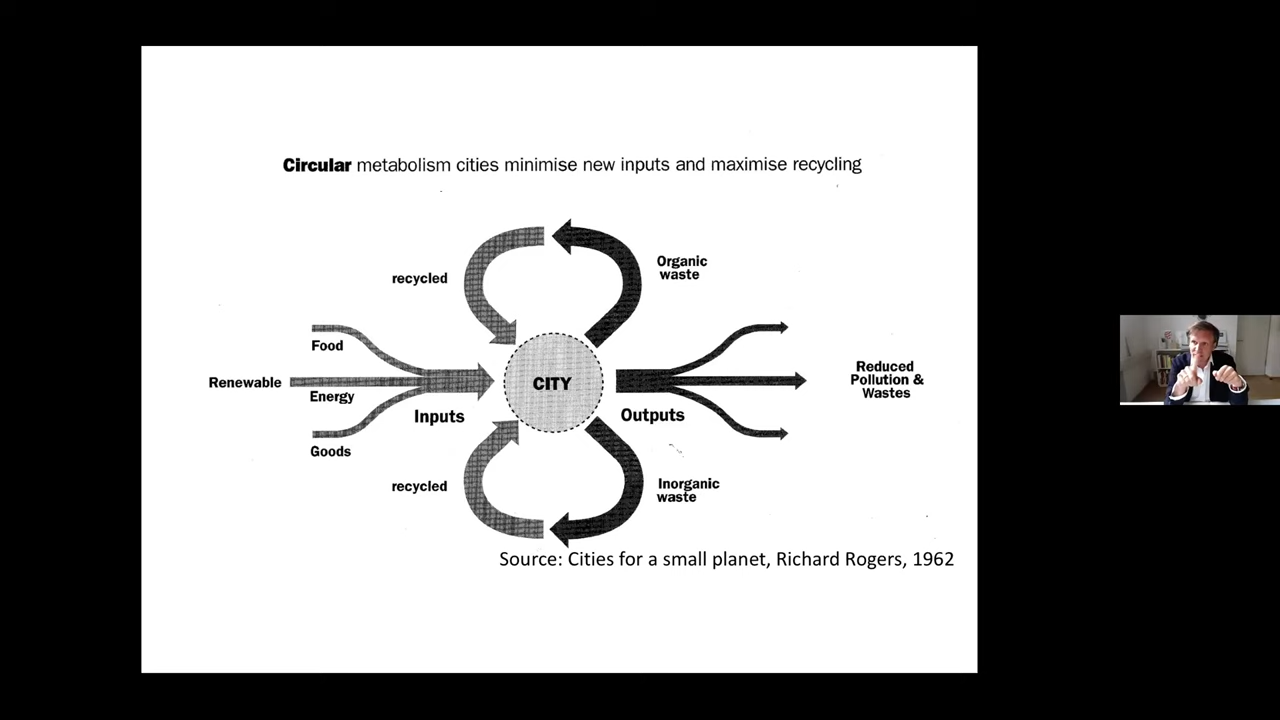 Circular metabolism cities minimise new inputs and maximise recycling
Organic
waste
recycled
Food
Renewable
Energy
Goods
Inputs
CITY
Outputs
Reduced
Pollution &
Wastes
recycled
Inorganic
waste
Source: Cities for a small planet, Richard Rogers, 1962